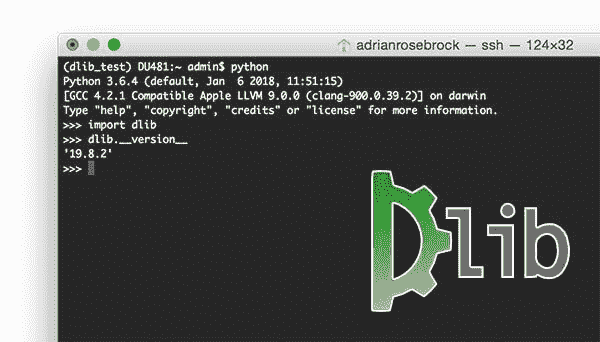 adrianrosebrock — ssh — 124×32
(dlib_test) DU481:~ admin$ python
Python 3.6.4 (default, Jan  6 2018, 11:51:15)
[GCC 4.2.1 Compatible Apple LLVM 9.0.0 (clang-900.0.39.2)] on darwin
Type "help", "copyright", "credits" or "license" for more information.
>>> import dlib
>>> dlib.__version__
'19.8.2'
>>>
Dlib